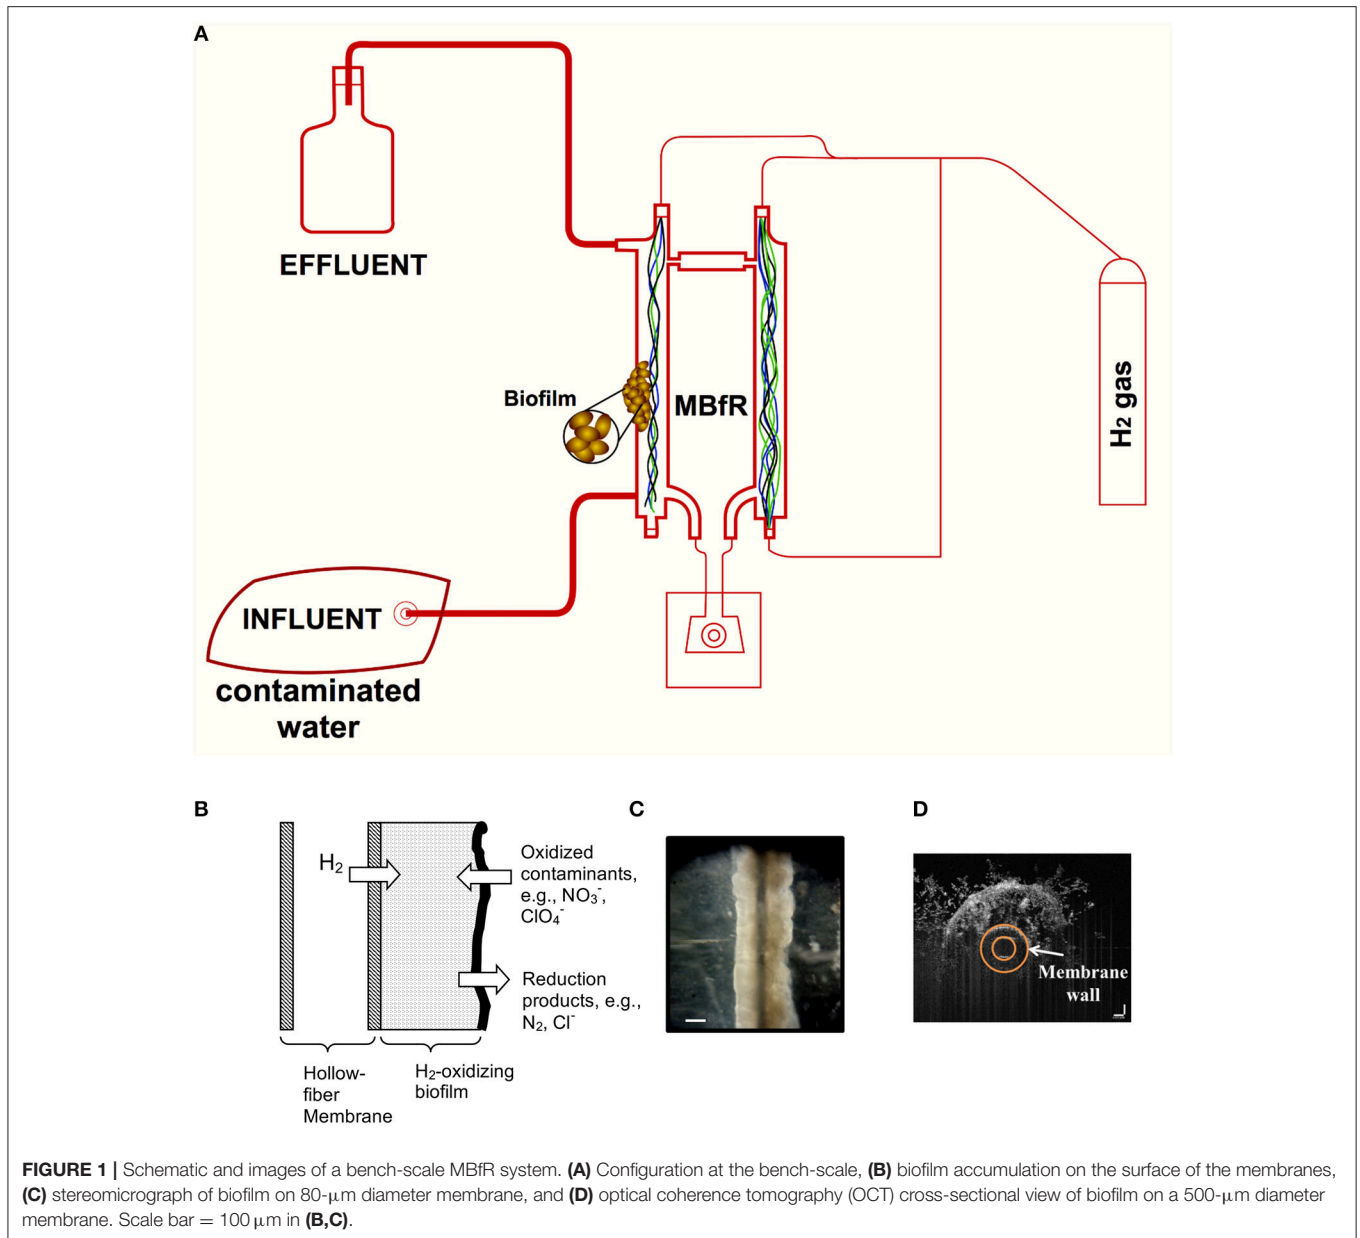 A
EFFLUENT
Biofilm
MBfR
H2 gas
INFLUENT
contaminated
water
B
H2
Oxidized
contaminants,
e.g., NO3-,
ClO4-
Reduction
products, e.g.,
N2, Cl-
Hollow-
fiber
Membrane
H2-oxidizing
biofilm
C
D
Membrane
wall
FIGURE 1 | Schematic and images of a bench-scale MBfR system. (A) Configuration at the bench-scale, (B) biofilm accumulation on the surface of the membranes,
(C) stereomicrograph of biofilm on 80-μm diameter membrane, and (D) optical coherence tomography (OCT) cross-sectional view of biofilm on a 500-μm diameter
membrane. Scale bar = 100 μm in (B,C).